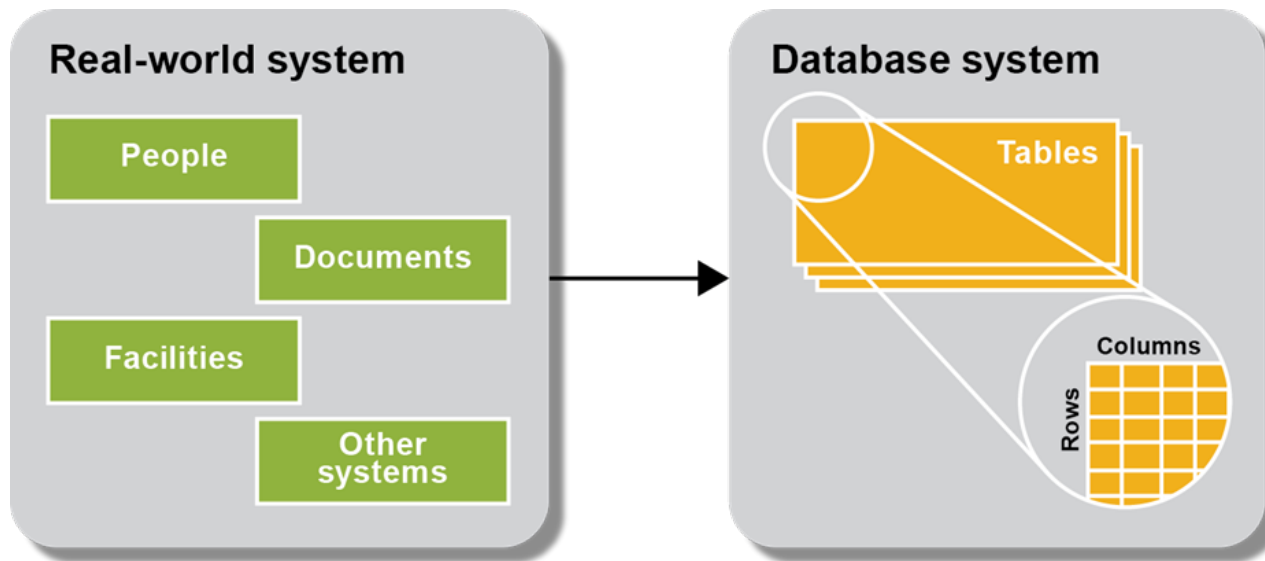 Real-world system
People
Documents
Facilities
Other
systems
Database system
Tables
Columns
Rows